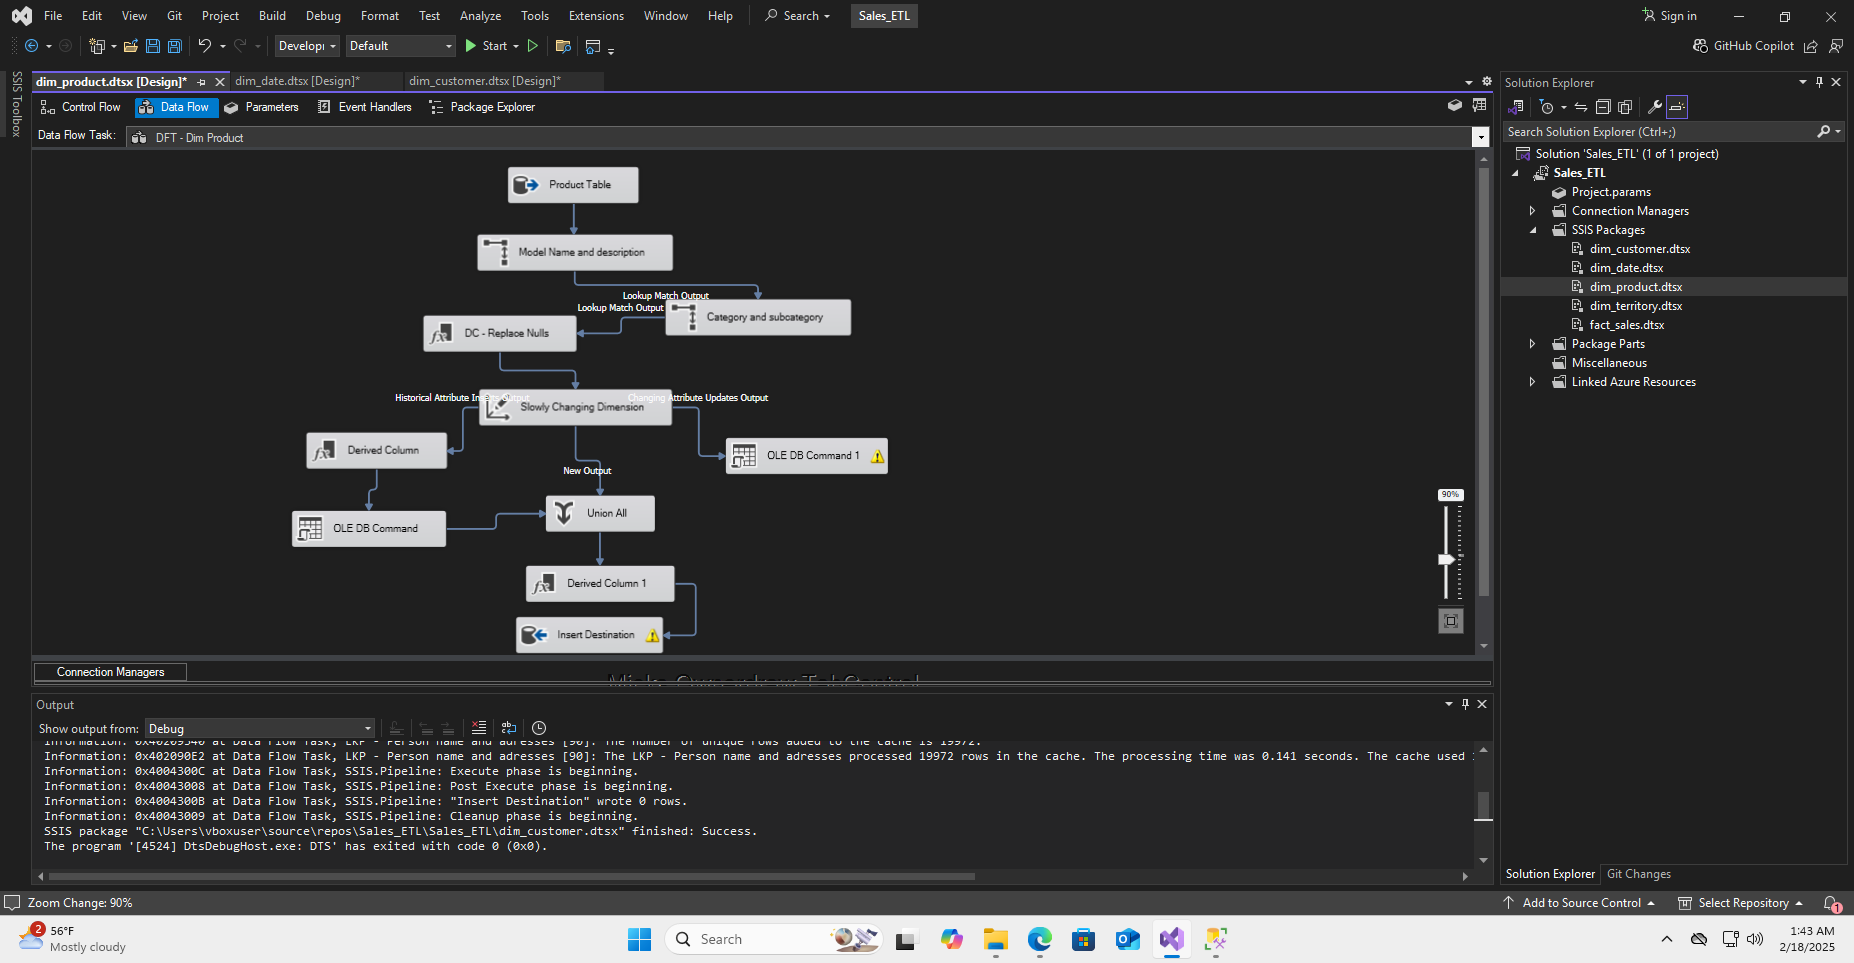 File Edit View Git Project Build Debug Format Test Analyze Tools Extensions Window Help Search Sales_ETL Sign in
Developı Default Start GitHub Copilot
SSIS Toolbox
dim_product.dtsx [Design]* dim_date.dtsx [Design]* dim_customer.dtsx [Design]*
Control Flow Data Flow Parameters Event Handlers Package Explorer
Data Flow Task: DFT - Dim Product
Product Table
Model Name and description
Lookup Match Output
Category and subcategory
Lookup Match Output
DC - Replace Nulls
Historical Attribute Inserts Output
Slowly Changing Dimension
Changing Attribute Updates Output
Derived Column
OLE DB Command 1
New Output
OLE DB Command
Union All
Derived Column 1
Insert Destination
90%
Connection Managers
Output
Show output from: Debug
Information: 0x402090E2 at Data Flow Task, LKP - Person name and adresses [90]: The LKP - Person name and adresses processed 19972 rows in the cache. The processing time was 0.141 seconds. The cache used
Information: 0x4004300C at Data Flow Task, SSIS.Pipeline: Execute phase is beginning.
Information: 0x40043008 at Data Flow Task, SSIS.Pipeline: Post Execute phase is beginning.
Information: 0x4004300B at Data Flow Task, SSIS.Pipeline: "Insert Destination" wrote 0 rows.
Information: 0x40043009 at Data Flow Task, SSIS.Pipeline: Cleanup phase is beginning.
SSIS package "C:\Users\vboxuser\source\repos\Sales_ETL\Sales_ETL\dim_customer.dtsx" finished: Success.
The program '[4524] DtsDebugHost.exe: DTS' has exited with code 0 (0x0).
Solution Explorer
Search Solution Explorer (Ctrl+;)
Solution 'Sales_ETL' (1 of 1 project)
Sales_ETL
Project.params
Connection Managers
SSIS Packages
dim_customer.dtsx
dim_date.dtsx
dim_product.dtsx
dim_territory.dtsx
fact_sales.dtsx
Package Parts
Miscellaneous
Linked Azure Resources
Solution Explorer Git Changes
Zoom Change: 90% Add to Source Control Select Repository 1
2 56°F
Mostly cloudy
Search
1:43 AM
2/18/2025